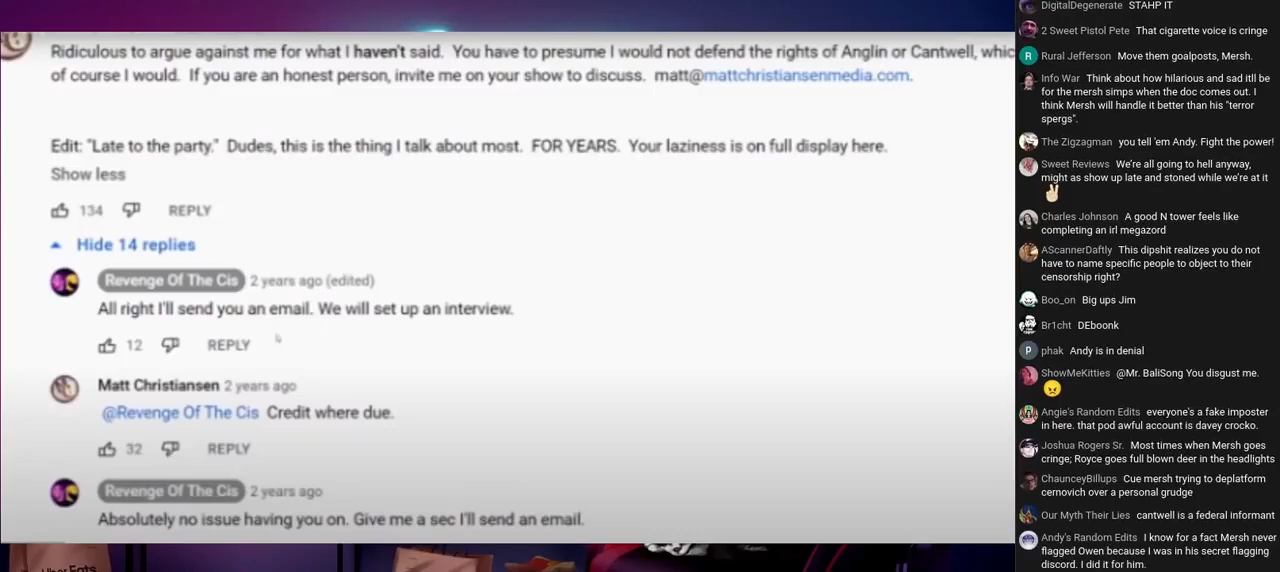 Ridiculous to argue against me for what I haven't said. You have to presume I would not defend the rights of Anglin or Cantwell, whic
of course I would. If you are an honest person, invite me on your show to discuss. matt@mattchristiansenmedia.com.
Edit: "Late to the party." Dudes, this is the thing I talk about most. FOR YEARS. Your laziness is on full display here.
Show less
134 REPLY
Hide 14 replies
Revenge Of The Cis 2 years ago (edited)
All right I'll send you an email. We will set up an interview.
12 REPLY
Matt Christiansen 2 years ago
@Revenge Of The Cis Credit where due.
32 REPLY
Revenge Of The Cis 2 years ago
Absolutely no issue having you on. Give me a sec I'll send an email.
Uber Eats
DigitalDegenerate STAHP IT
2 Sweet Pistol Pete That cigarette voice is cringe
R Rural Jefferson Move them goalposts, Mersh.
Info War Think about how hilarious and sad itll be
for the mersh simps when the doc comes out. I
think Mersh will handle it better than his "terror
spergs".
The Zigzagman you tell 'em Andy. Fight the power!
Sweet Reviews We're all going to hell anyway,
might as show up late and stoned while we're at it
✌🏻
Charles Johnson A good N tower feels like
completing an irl megazord
AScannerDaftly This dipshit realizes you do not
have to name specific people to object to their
censorship right?
Boo_on Big ups Jim
Br1cht DEboonk
P phak Andy is in denial
ShowMeKitties @Mr. BaliSong You disgust me.
😠
Angie's Random Edits everyone's a fake imposter
in here. that pod awful account is davey crocko.
Joshua Rogers Sr. Most times when Mersh goes
cringe; Royce goes full blown deer in the headlights
ChaunceyBillups Cue mersh trying to deplatform
cernovich over a personal grudge
Our Myth Their Lies cantwell is a federal informant
Andy's Random Edits I know for a fact Mersh never
flagged Owen because I was in his secret flagging
discord. I did it for him.